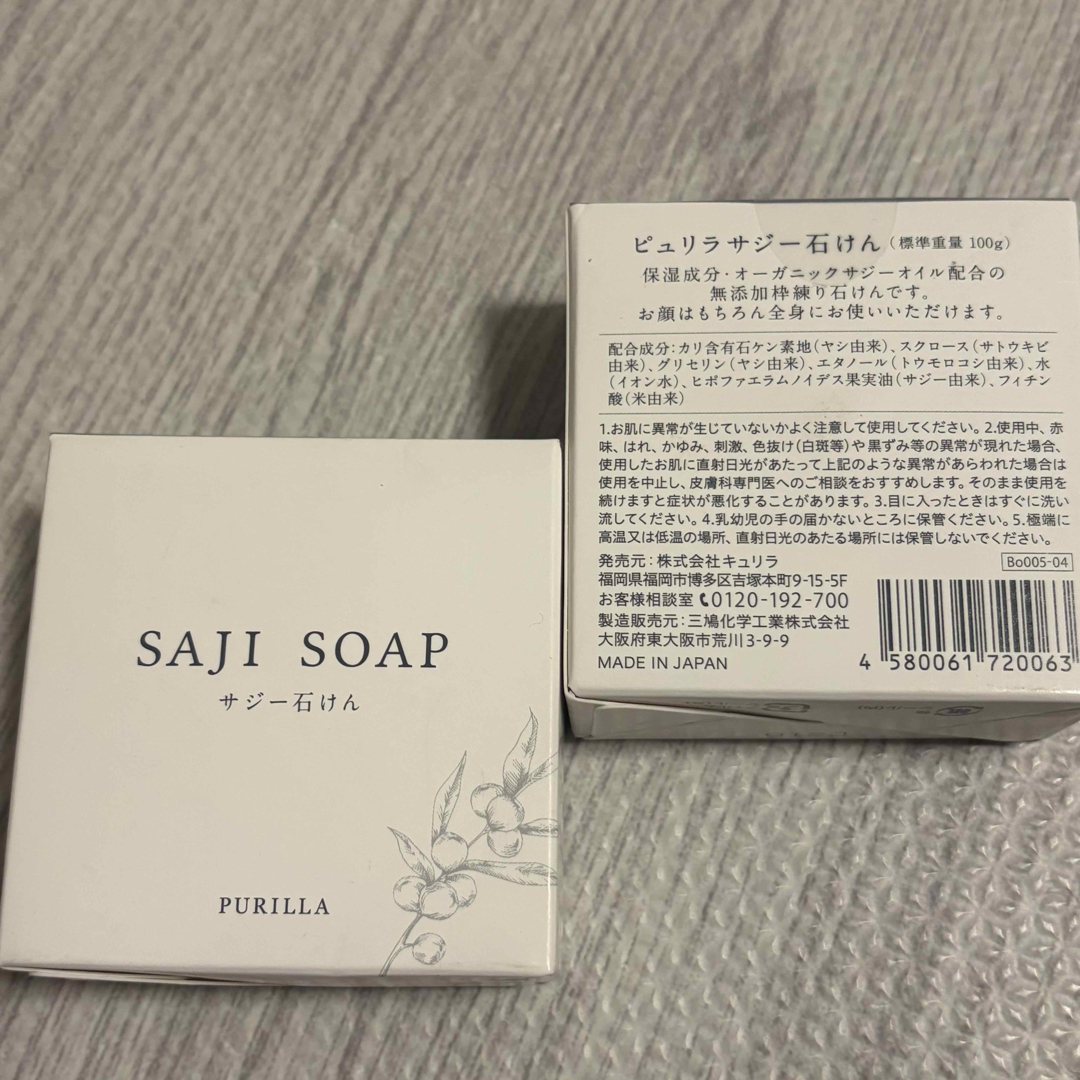 SAJI SOAP
サジー石けん
PURILLA
ピュリラサジー石けん（標準重量 100g）
保湿成分・オーガニックサジーオイル配合の
無添加枠練り石けんです。
お顔はもちろん全身にお使いいただけます。
配合成分：カリ含有石ケン素地（ヤシ由来）、スクロース（サトウキビ
由来）、グリセリン（ヤシ由来）、エタノール（トウモロコシ由来）、水
（イオン水）、ヒポファエラムノイデス果実油（サジー由来）、フィチン
酸（米由来）
1.お肌に異常が生じていないかよく注意して使用してください。2.使用中、赤
味、はれ、かゆみ、刺激、色抜け（白斑等）や黒ずみ等の異常が現れた場合、
使用したお肌に直射日光があたって上記のような異常があらわれた場合は
使用を中止し、皮膚科専門医へのご相談をおすすめします。そのまま使用を
続けますと症状が悪化することがあります。3.目に入ったときはすぐに洗い
流してください。4.乳幼児の手の届かないところに保管ください。5.極端に
高温又は低温の場所、直射日光のあたる場所には保管しないでください。
発売元：株式会社キュリラ
Bo005-04
福岡県福岡市博多区吉塚本町9-15-5F
お客様相談室 0120-192-700
製造販売元：三鳩化学工業株式会社
大阪府東大阪市荒川3-9-9
MADE IN JAPAN
4 580061 720063